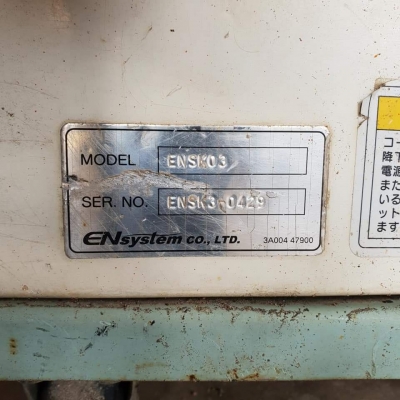 MODEL ENSK03
SER. NO. ENSK3-0429
ENsystem CO., LTD. 3A004 47900
コー
降下
電源
また
いる
ット
ます